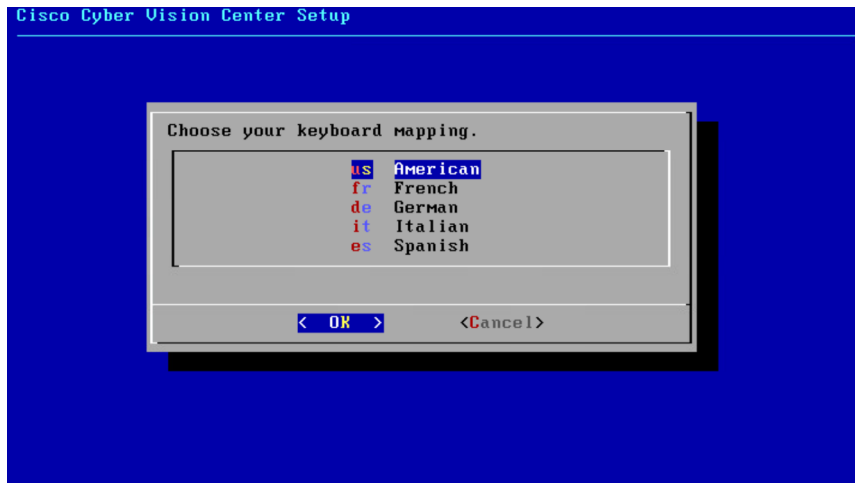 Cisco Cyber Vision Center Setup
Choose your keyboard mapping.
us American
fr French
de German
it Italian
es Spanish
< OK > <Cancel>